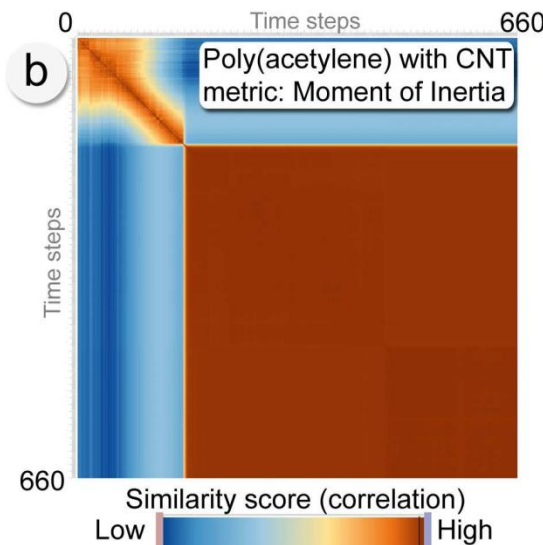 0 Time steps 660
b
Poly(acetylene) with CNT
metric: Moment of Inertia
Time steps
660
Similarity score (correlation)
Low High